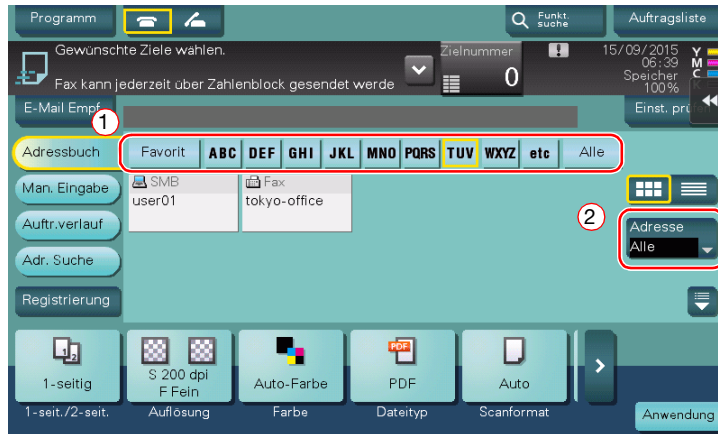 Programm
Funkt.
suche
Auftragsliste
Gewünschte Ziele wählen.
Fax kann jederzeit über Zahlenblock gesendet werde
Zielnummer
0
15/09/2015
06:39
Speicher
100%
Y
M
C
K
E-Mail Empf.
Einst. prüfen
1
Adressbuch
Favorit
ABC
DEF
GHI
JKL
MNO
PQRS
TUV
WXYZ
etc
Alle
Man. Eingabe
SMB
user01
Fax
tokyo-office
2
Auftr.verlauf
Adresse
Alle
Adr. Suche
Registrierung
1-seitig
S 200 dpi
F Fein
Auto-Farbe
PDF
PDF
Auto
1-seit./2-seit.
Auflösung
Farbe
Dateityp
Scanformat
Anwendung